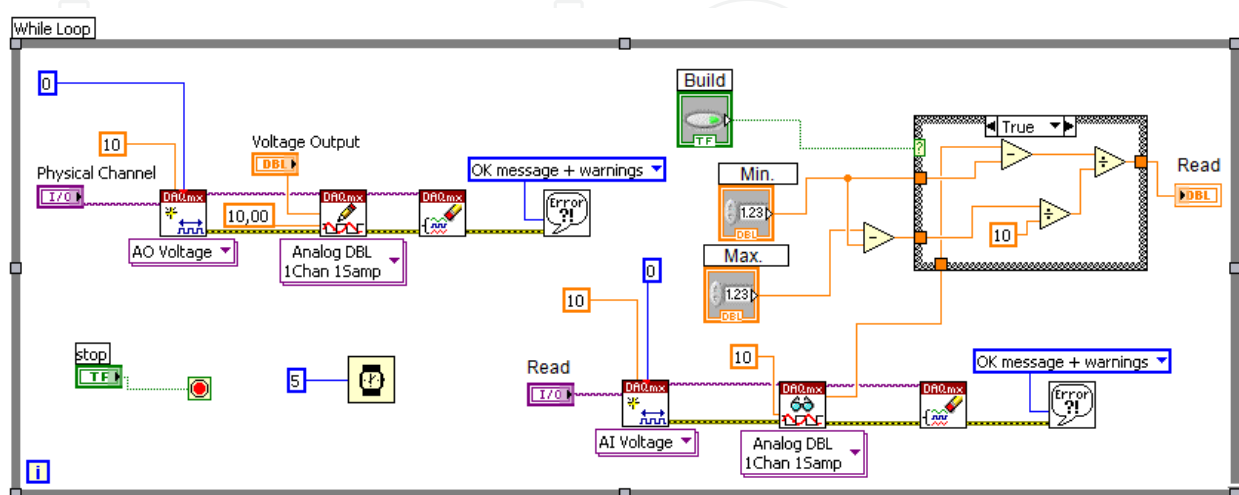 While Loop
0
10
Physical Channel
I/O
DAQmx
AO Voltage
Voltage Output
DBL
10,00
DAQmx
Analog DBL
1Chan 1Samp
DAQmx
OK message + warnings
Error
?!
Build
TF
Min.
1.23
DBL
Max.
1.23
DBL
True
?
-
÷
-
÷
10
Read
DBL
stop
TF
5
0
10
Read
I/O
DAQmx
AI Voltage
10
DAQmx
Analog DBL
1Chan 1Samp
DAQmx
OK message + warnings
Error
?!
i